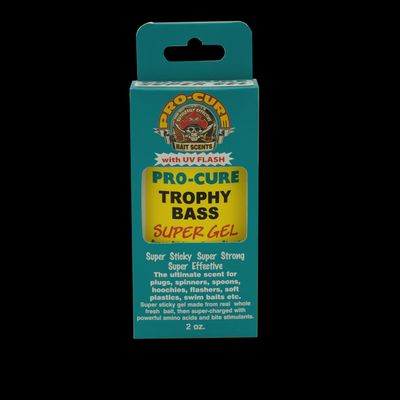 PRO-CURE
BAIT SCENTS
with UV FLASH
PRO-CURE
TROPHY
BASS
SUPER GEL
Super Sticky Super Strong
Super Effective
The ultimate scent for
plugs, spinners, spoons,
hoochies, flashers, soft
plastics, swim baits etc.
Super sticky gel made from real whole
fresh bait, then super-charged with
powerful amino acids and bite stimulants.
2 oz.